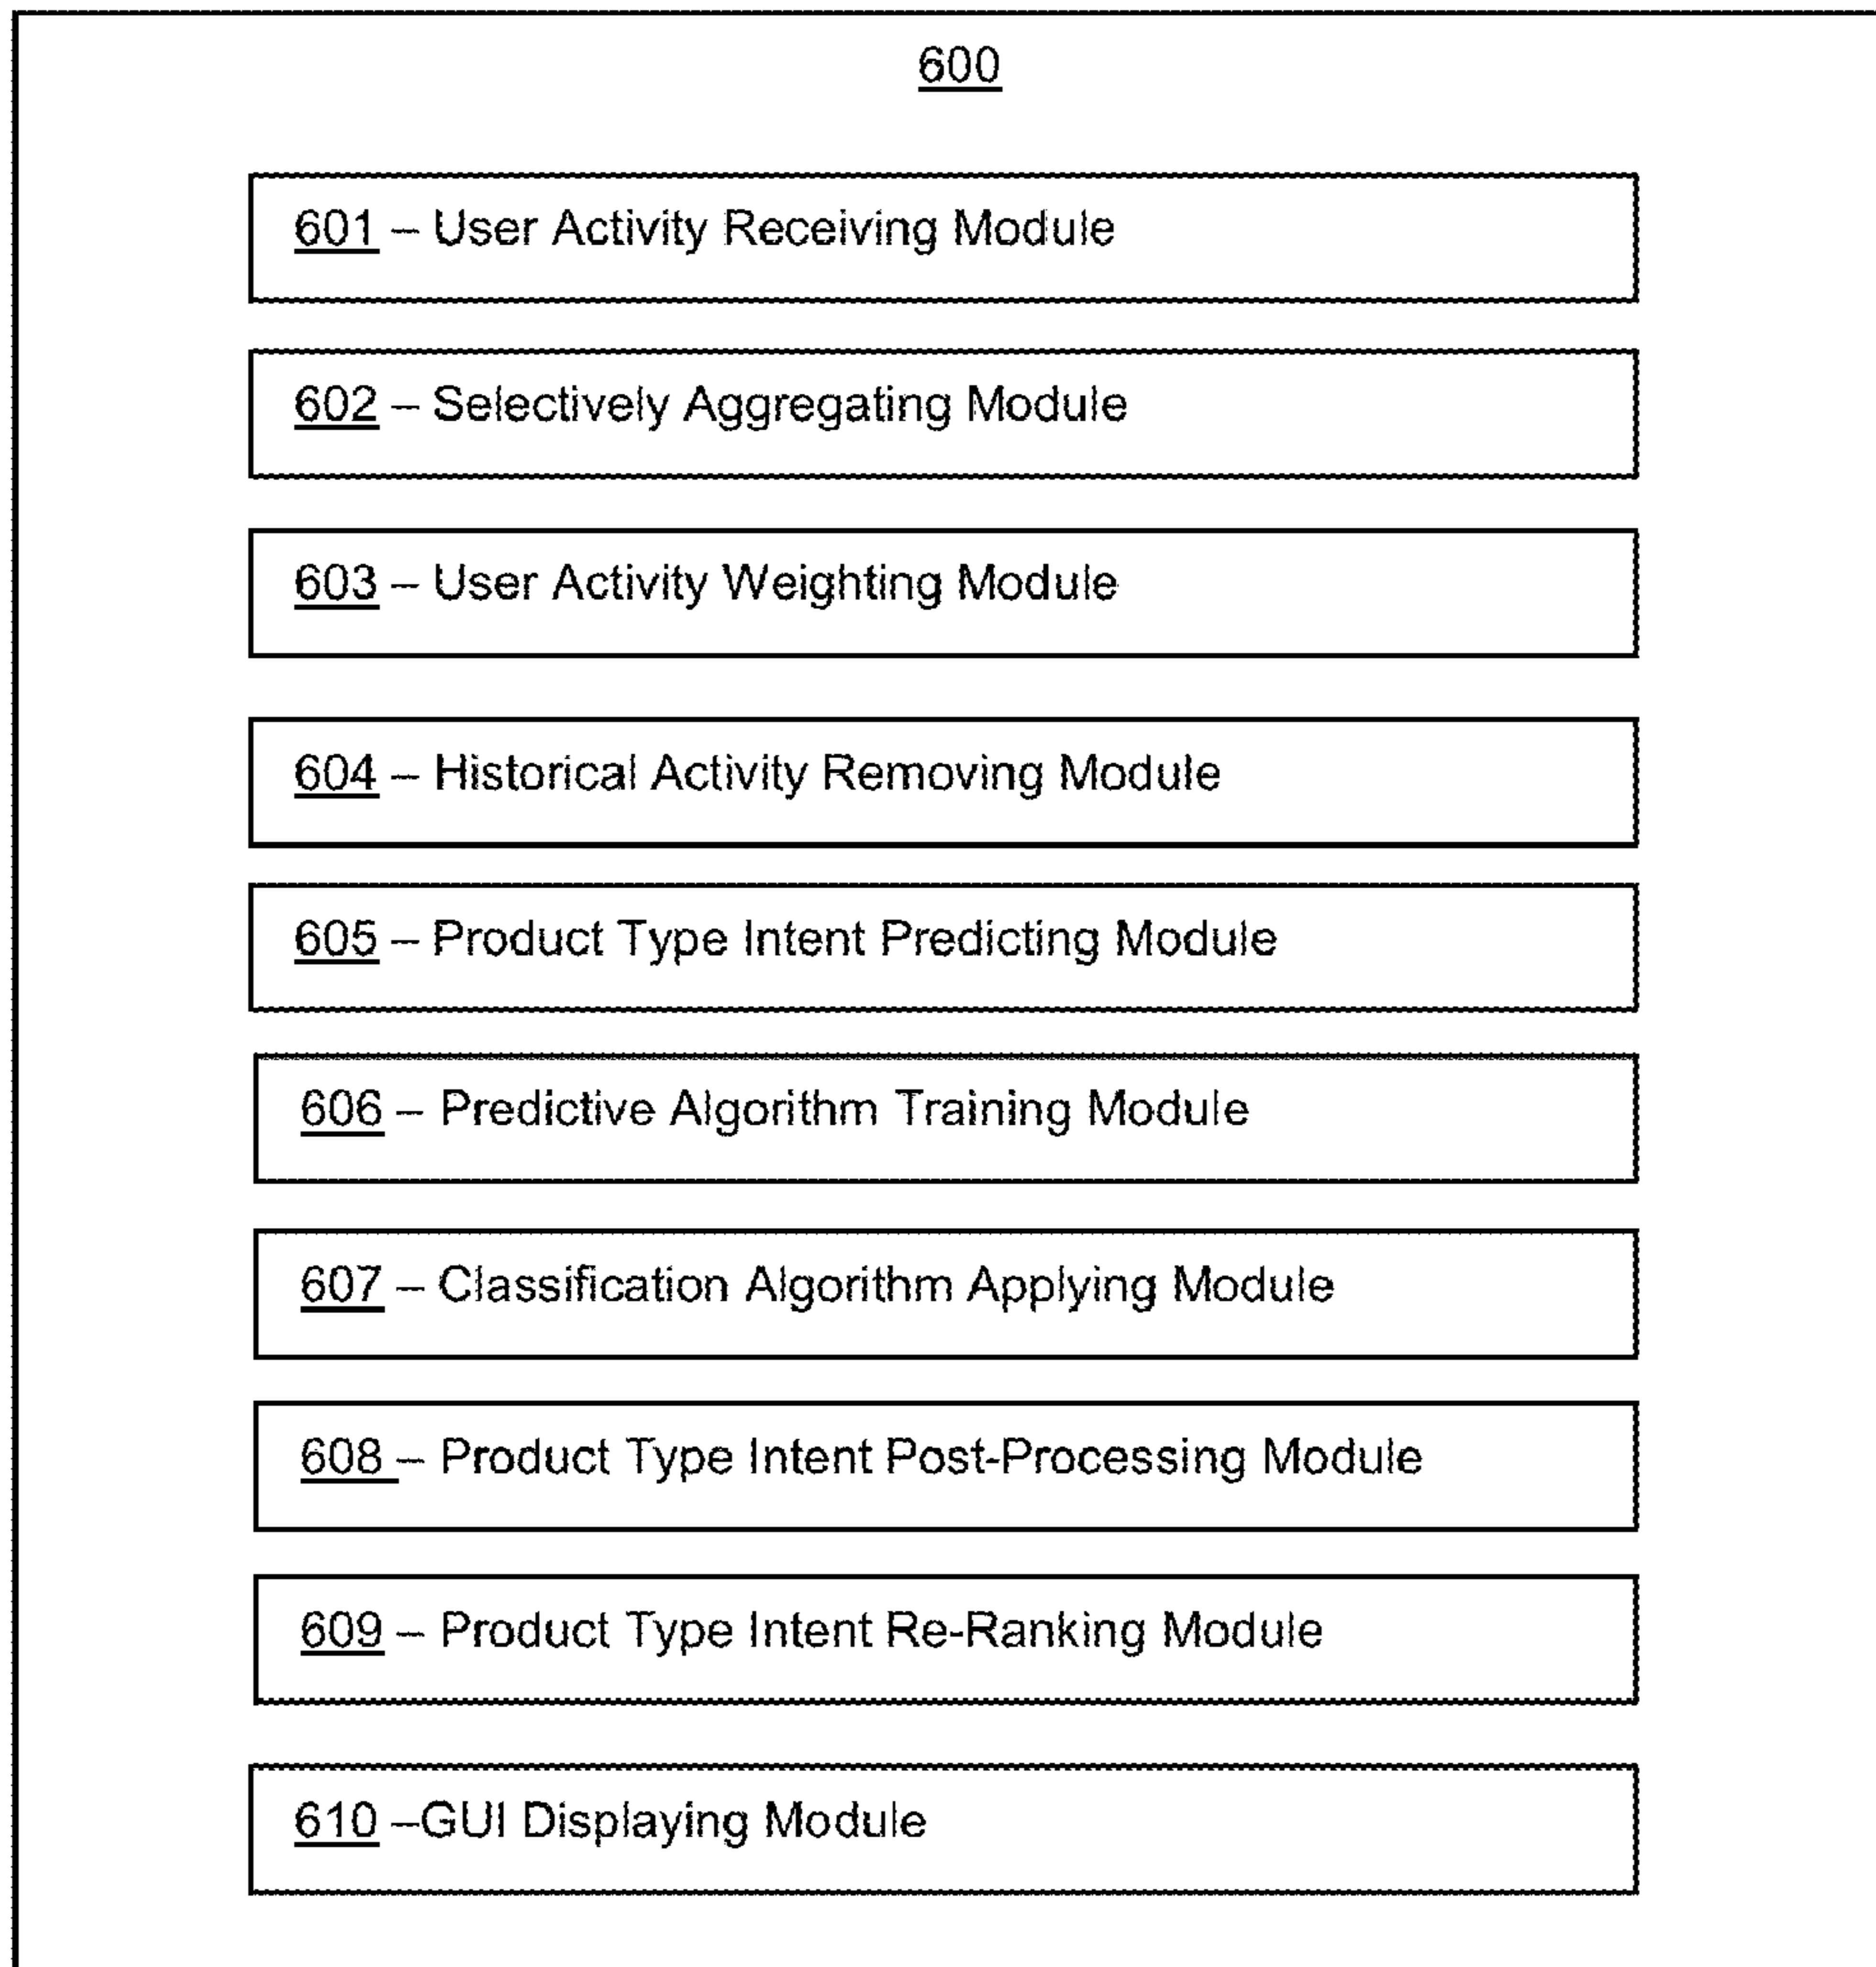 600
601 – User Activity Receiving Module
602 – Selectively Aggregating Module
603 – User Activity Weighting Module
604 – Historical Activity Removing Module
605 – Product Type Intent Predicting Module
606 – Predictive Algorithm Training Module
607 – Classification Algorithm Applying Module
608 – Product Type Intent Post-Processing Module
609 – Product Type Intent Re-Ranking Module
610 –GUI Displaying Module